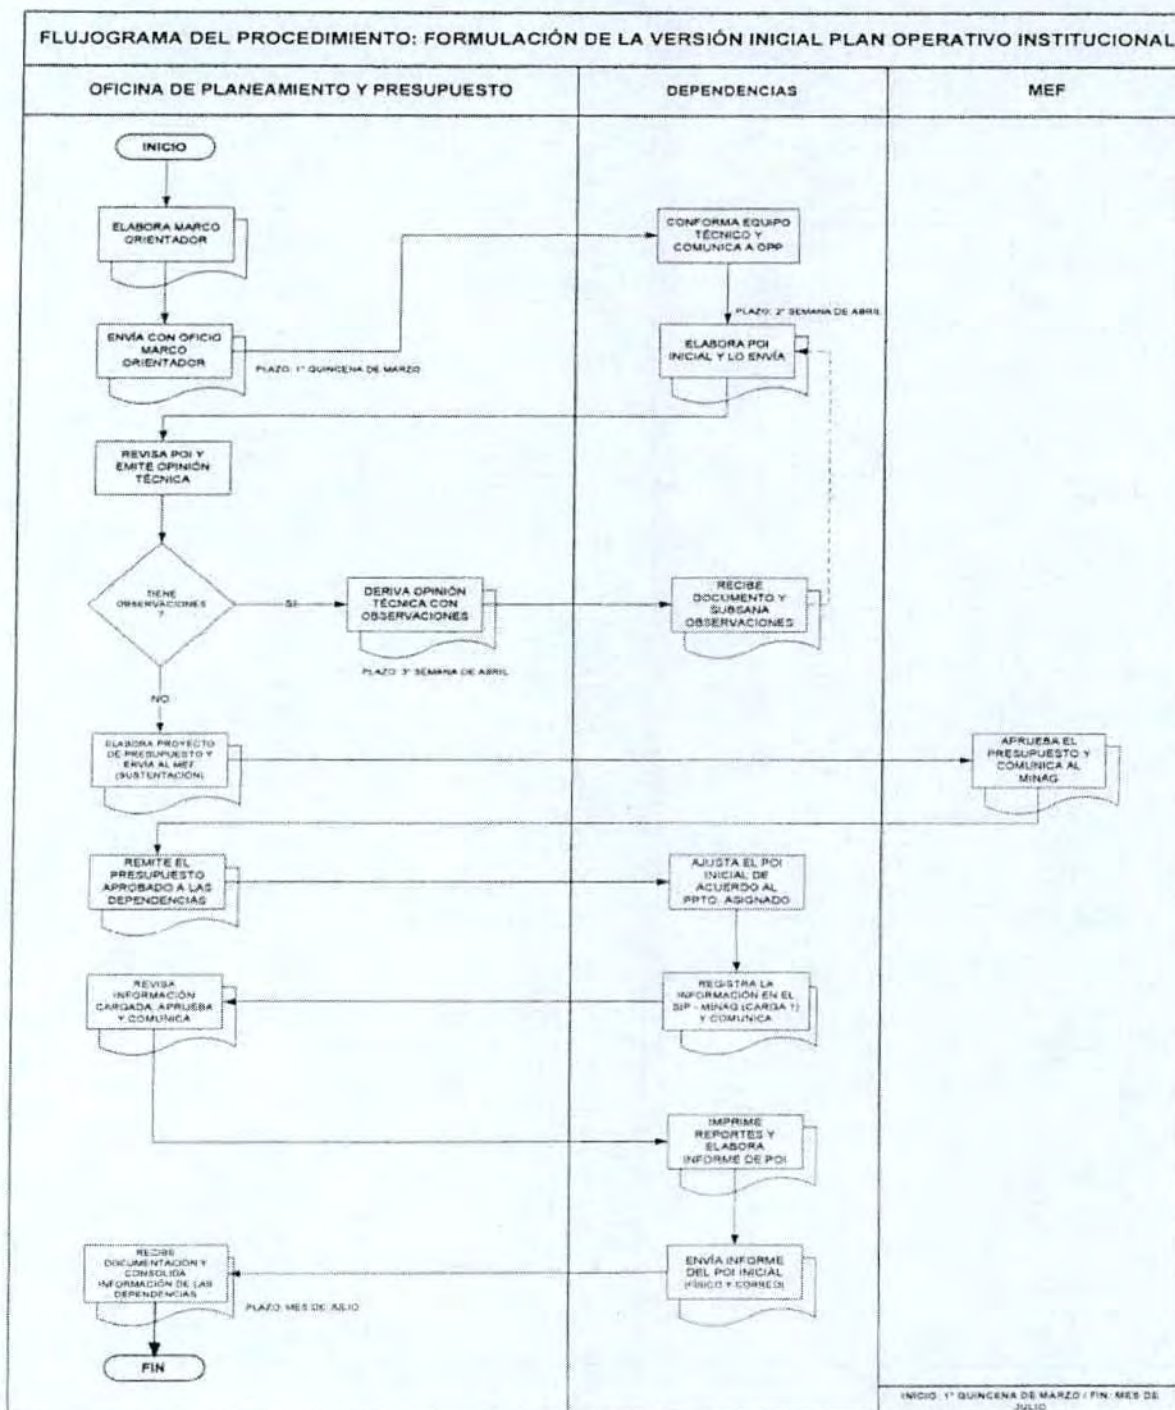 FLUJOGRAMA DEL PROCEDIMIENTO: FORMULACIÓN DE LA VERSIÓN INICIAL PLAN OPERATIVO INSTITUCIONAL
OFICINA DE PLANEAMIENTO Y PRESUPUESTO
DEPENDENCIAS
MEF
INICIO
ELABORA MARCO
ORIENTADOR
CONFORMA EQUIPO
TÉCNICO Y
COMUNICA A OPP
PLAZO: 2° SEMANA DE ABRIL
ENVÍA CON OFICIO
MARCO
ORIENTADOR
PLAZO: 1° QUINCENA DE MARZO
ELABORA POI
INICIAL Y LO ENVÍA
REVISA POI Y
EMITE OPINIÓN
TÉCNICA
TIENE
OBSERVACIONES
?
SI
DERIVA OPINIÓN
TÉCNICA CON
OBSERVACIONES
PLAZO: 3° SEMANA DE ABRIL
RECIBE
DOCUMENTO Y
SUBSANA
OBSERVACIONES
NO
ELABORA PROYECTO
DE PRESUPUESTO Y
ENVIA AL MEF
(SUSTENTACIÓN)
APRUEBA EL
PRESUPUESTO Y
COMUNICA AL
MINAG
REMITE EL
PRESUPUESTO
APROBADO A LAS
DEPENDENCIAS
AJUSTA EL POI
INICIAL DE
ACUERDO AL
PPTO. ASIGNADO
REVISA
INFORMACIÓN
CARGADA, APRUEBA
Y COMUNICA
REGISTRA LA
INFORMACIÓN EN EL
SIP - MINAG (CARGA 1)
Y COMUNICA
IMPRIME
REPORTES Y
ELABORA
INFORME DE POI
RECIBE
DOCUMENTACIÓN Y
CONSOLIDA
INFORMACIÓN DE LAS
DEPENDENCIAS
PLAZO: MES DE JULIO
ENVÍA INFORME
DEL POI INICIAL
(FÍSICO Y CORREO)
FIN
INICIO: 1° QUINCENA DE MARZO / FIN: MES DE
JULIO